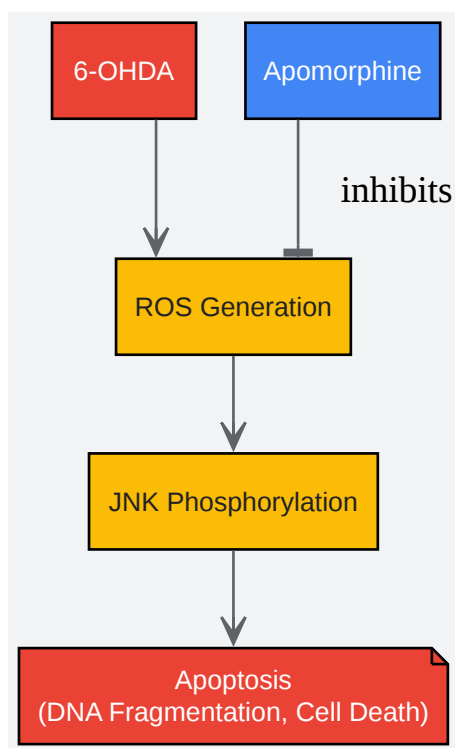 6-OHDA
Apomorphine
inhibits
ROS Generation
JNK Phosphorylation
Apoptosis
(DNA Fragmentation, Cell Death)